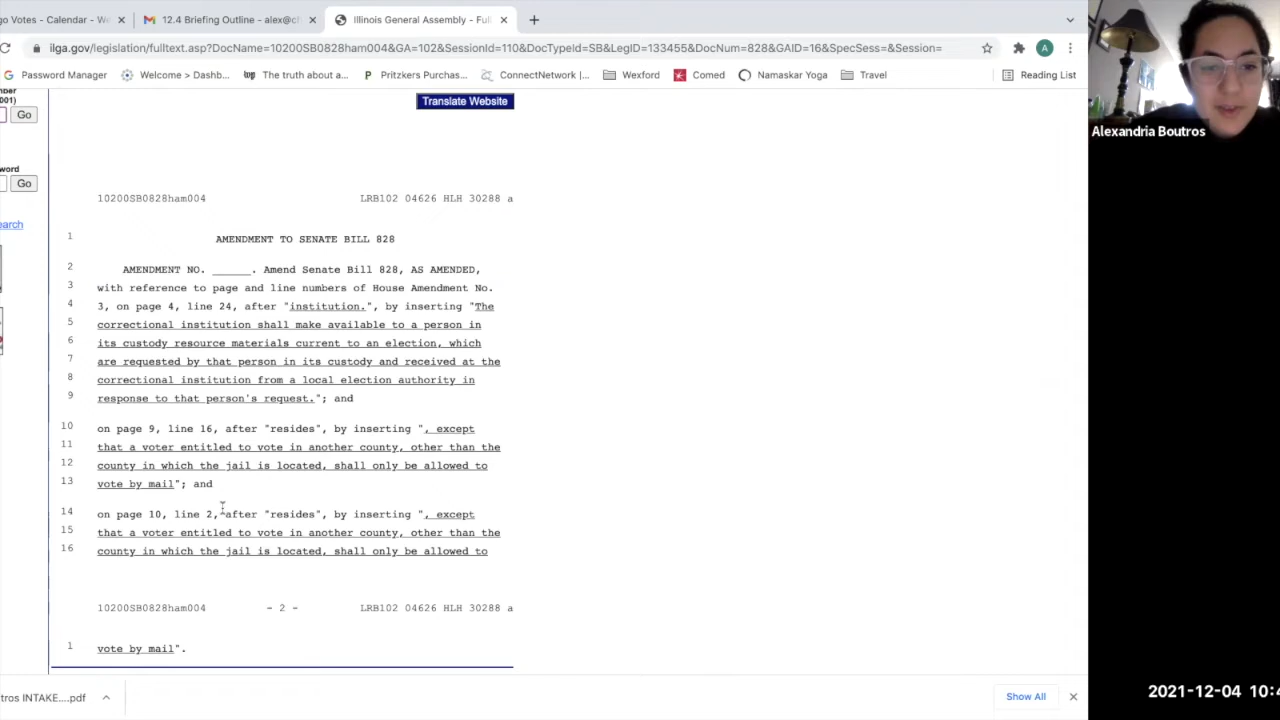 go Votes - Calendar - We
12.4 Briefing Outline - alex@ch
Illinois General Assembly - Full
ilga.gov/legislation/fulltext.asp?DocName=10200SB0828ham004&GA=102&SessionId=110&DocTypeId=SB&LegID=133455&DocNum=828&GAID=16&SpecSess=&Session=
A
Password Manager
Welcome > Dashb...
The truth about a...
Pritzkers Purchas...
ConnectNetwork |...
Wexford
Comed
Namaskar Yoga
Travel
Reading List
mber
001)
Go
Translate Website
word
Go
earch
10200SB0828ham004 LRB102 04626 HLH 30288 a
1 AMENDMENT TO SENATE BILL 828
2 AMENDMENT NO. ______. Amend Senate Bill 828, AS AMENDED,
3 with reference to page and line numbers of House Amendment No.
4 3, on page 4, line 24, after "institution.", by inserting "The
5 correctional institution shall make available to a person in
6 its custody resource materials current to an election, which
7 are requested by that person in its custody and received at the
8 correctional institution from a local election authority in
9 response to that person's request."; and
10 on page 9, line 16, after "resides", by inserting ", except
11 that a voter entitled to vote in another county, other than the
12 county in which the jail is located, shall only be allowed to
13 vote by mail"; and
14 on page 10, line 2, after "resides", by inserting ", except
15 that a voter entitled to vote in another county, other than the
16 county in which the jail is located, shall only be allowed to
10200SB0828ham004 - 2 - LRB102 04626 HLH 30288 a
1 vote by mail".
tros INTAKE....pdf
Show All
Alexandria Boutros
2021-12-04 10:4